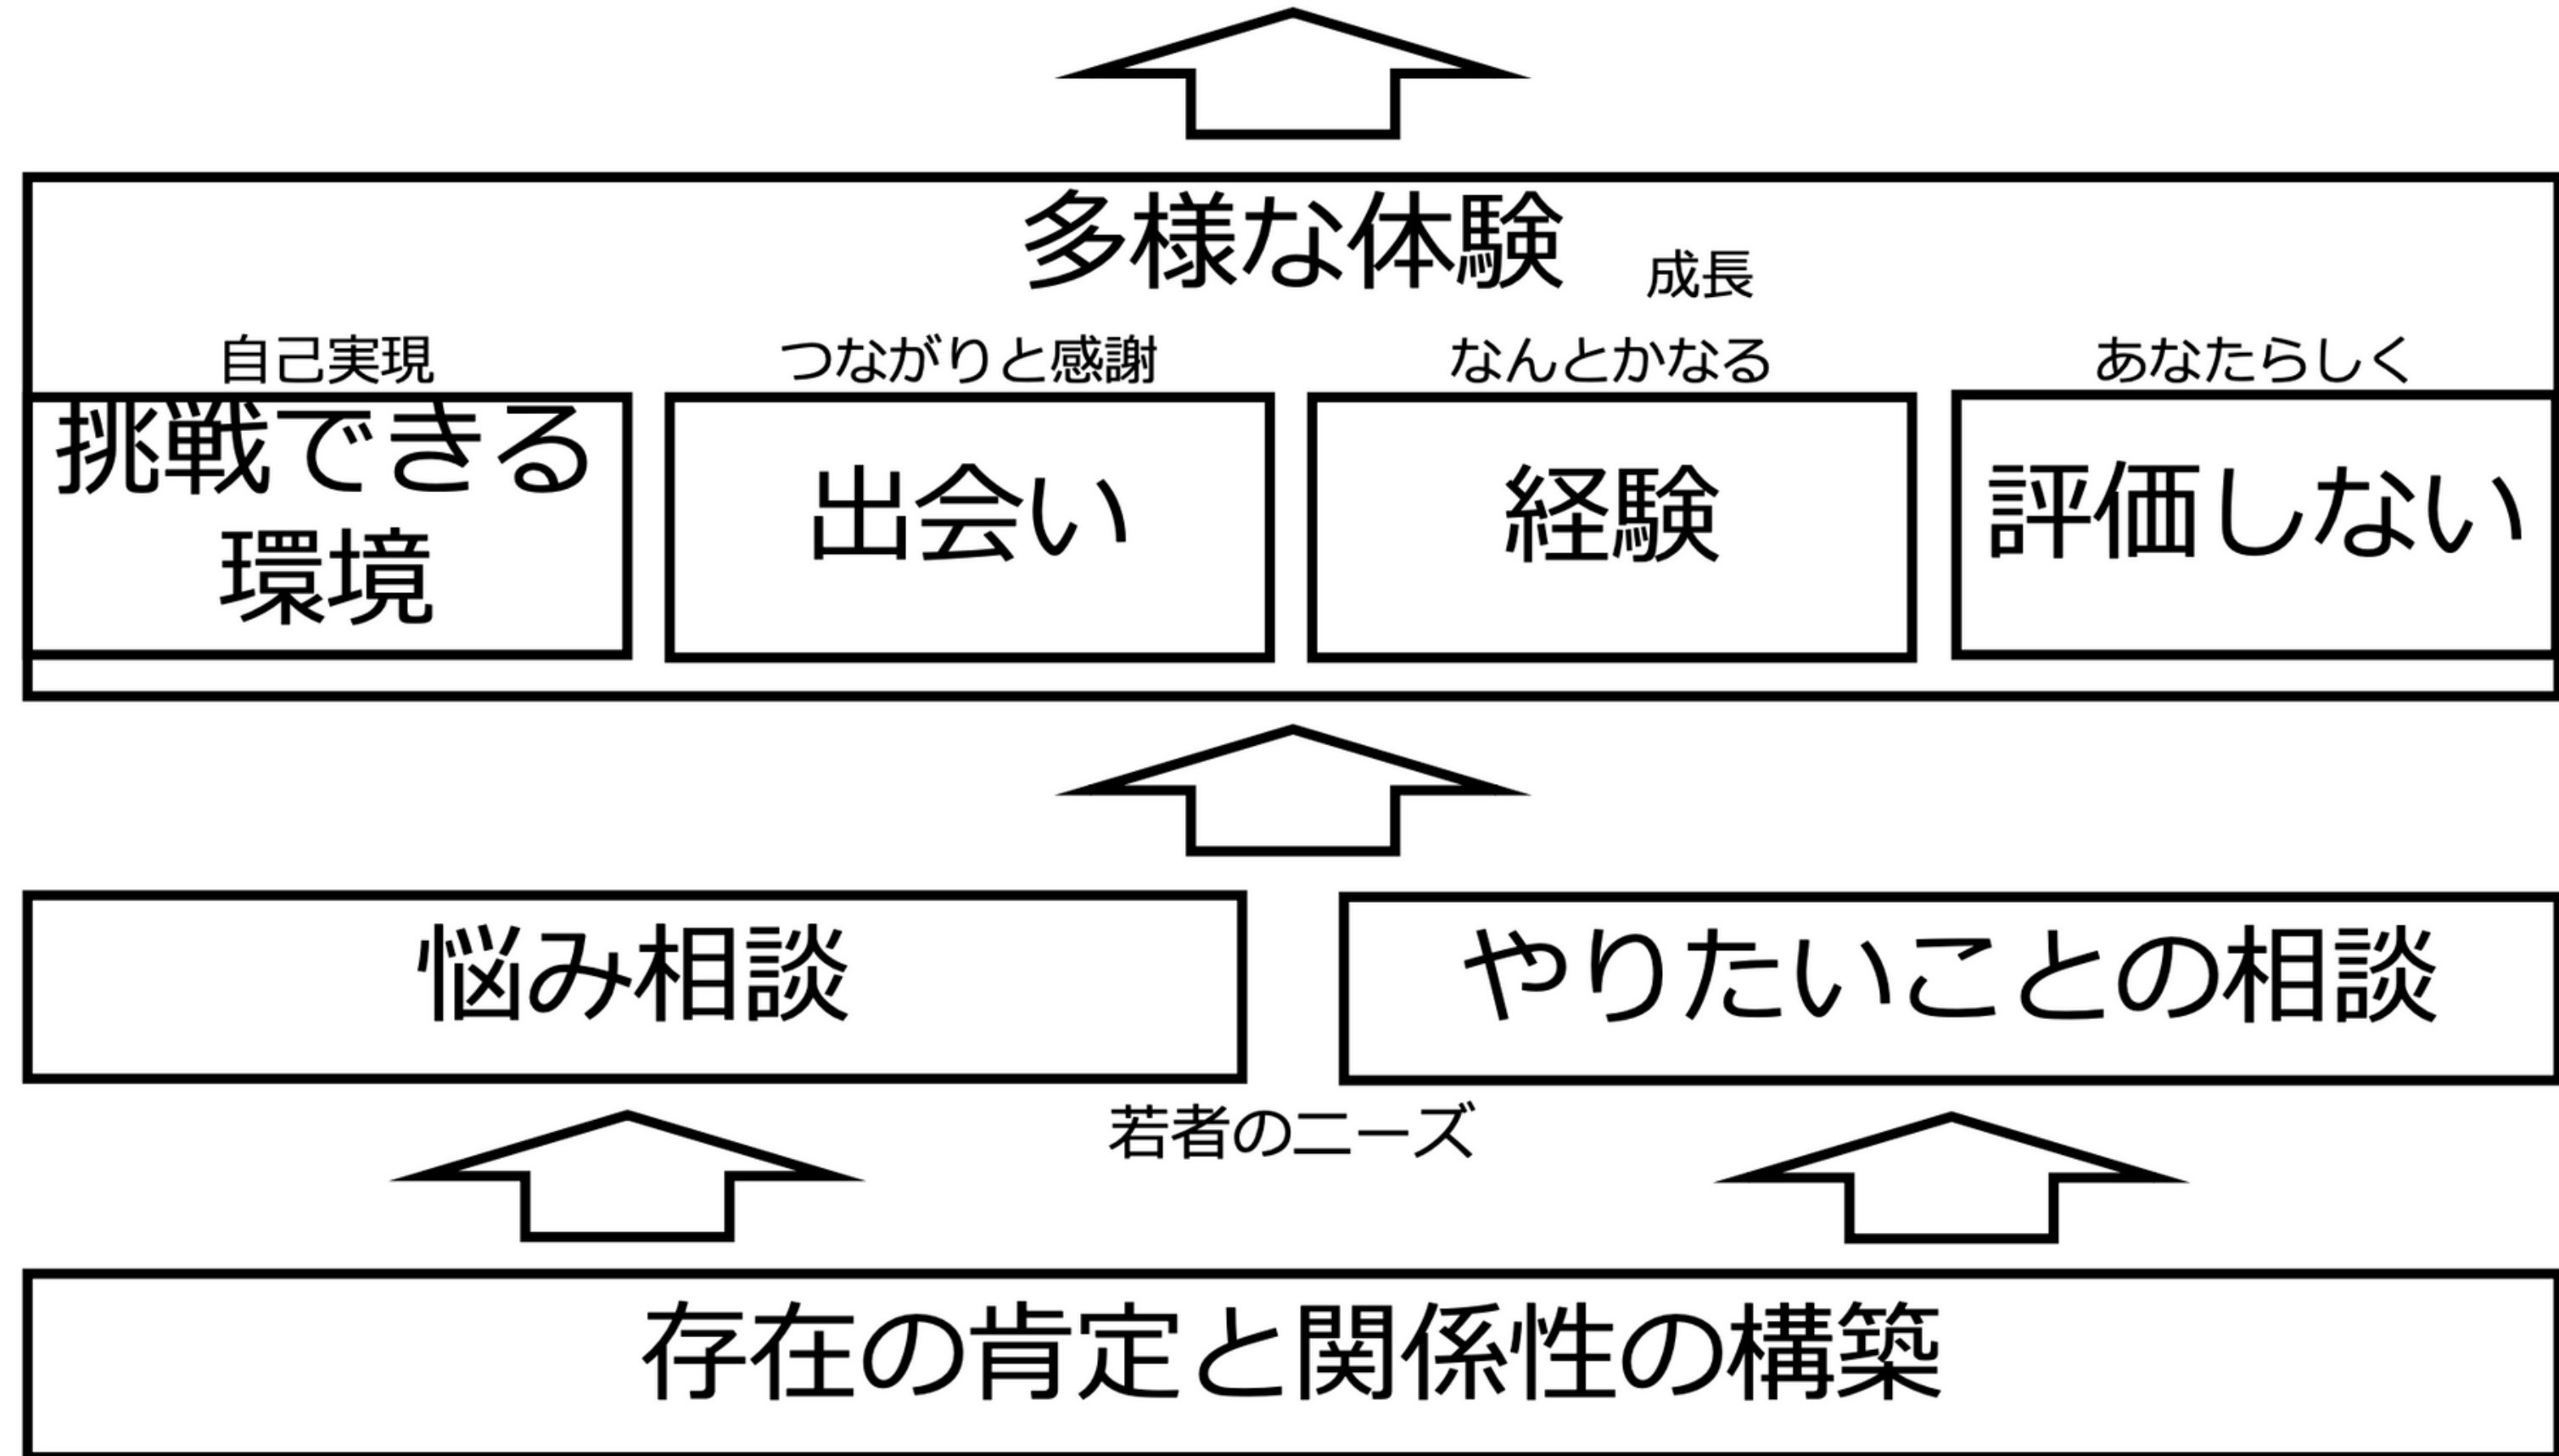 多様な体験
成長
自己実現
つながりと感謝
なんとかなる
あなたらしく
挑戦できる
環境
出会い
経験
評価しない
悩み相談
やりたいことの相談
若者のニーズ
存在の肯定と関係性の構築